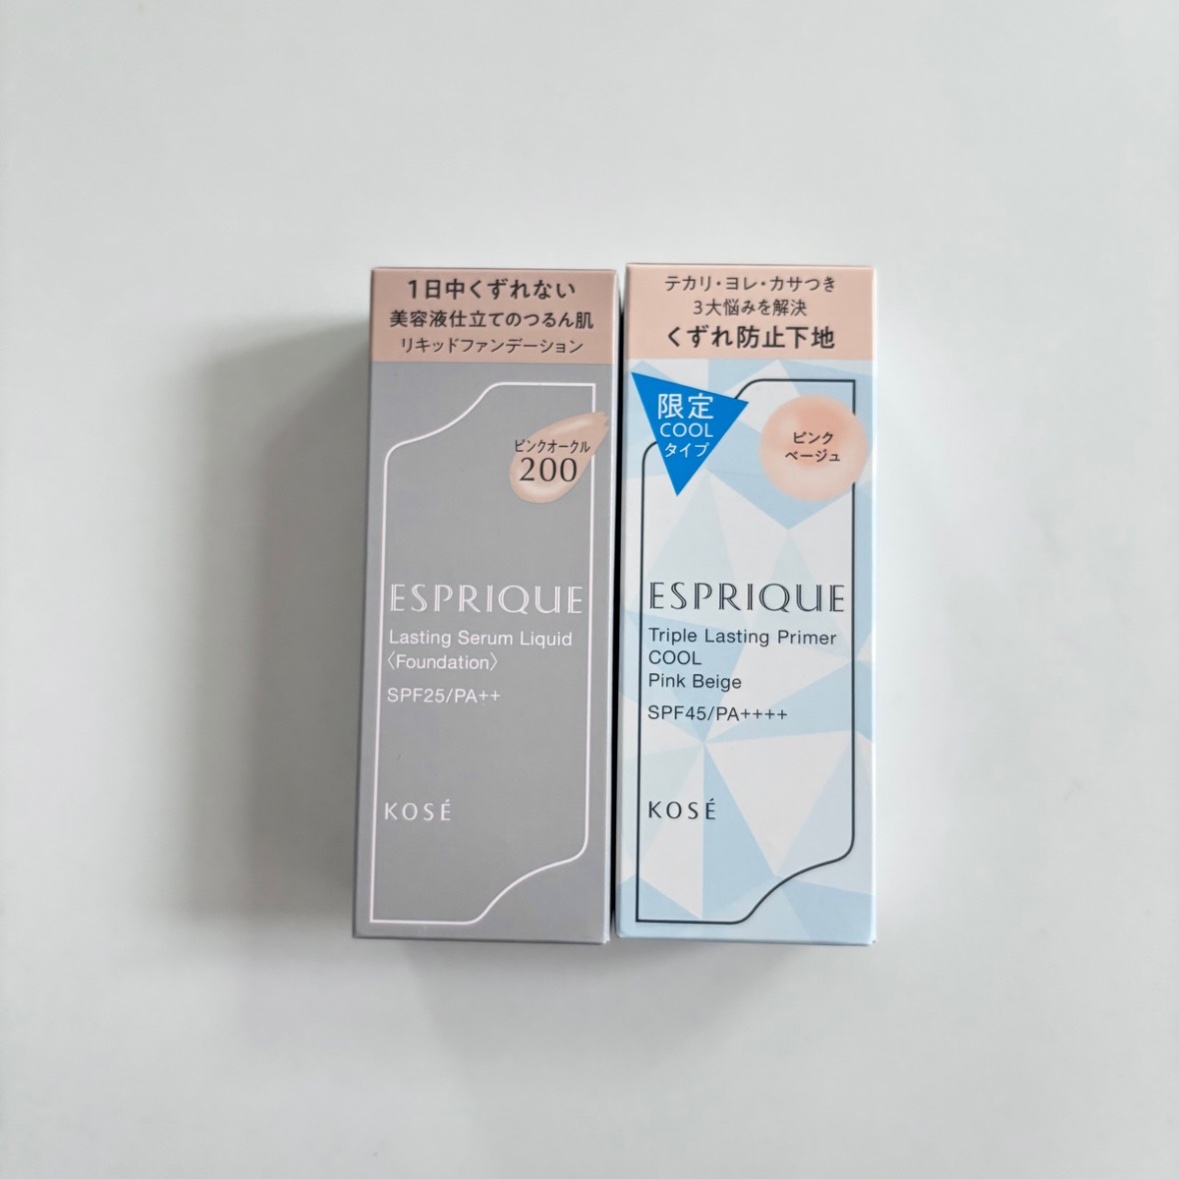 1日中くずれない
美容液仕立てのつるん肌
リキッドファンデーション
ピンクオークル
200
ESPRIQUE
Lasting Serum Liquid
〈Foundation〉
SPF25/PA++
KOSÉ
テカリ・ヨレ・カサつき
3大悩みを解決
くずれ防止下地
限定
COOL
タイプ
ピンク
ベージュ
ESPRIQUE
Triple Lasting Primer
COOL
Pink Beige
SPF45/PA++++
KOSÉ